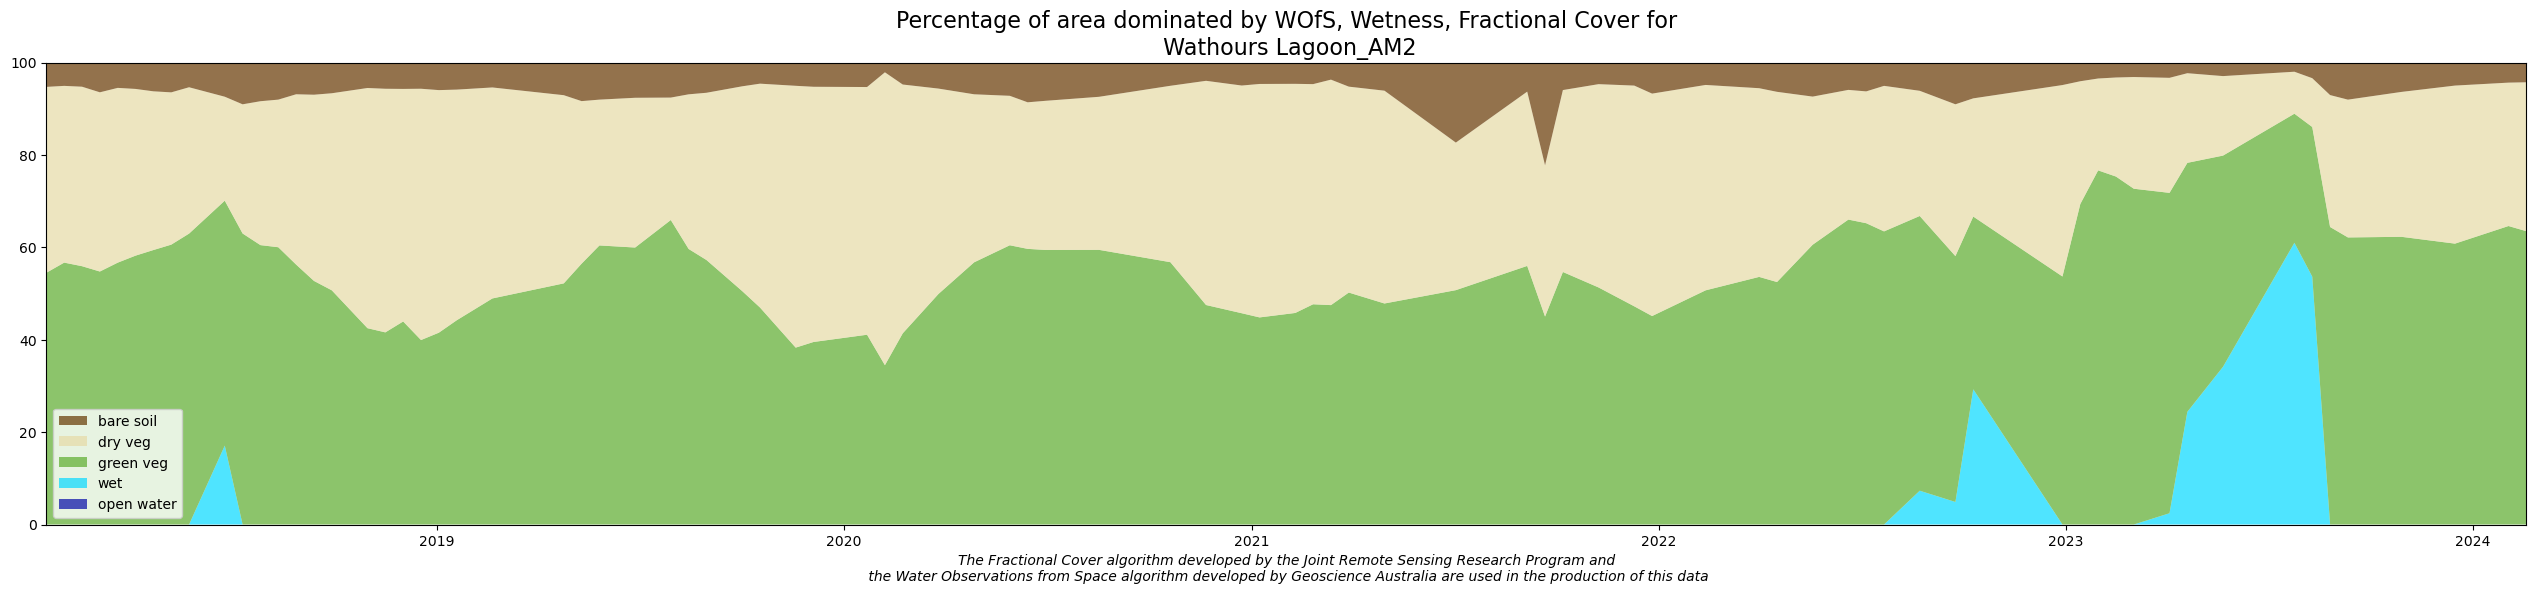 Percentage of area dominated by WOfS, Wetness, Fractional Cover for
Wathours Lagoon_AM2
100
80
60
40
20
0
bare soil
dry veg
green veg
wet
open water
2019 2020 2021 2022 2023 2024
The Fractional Cover algorithm developed by the Joint Remote Sensing Research Program and
the Water Observations from Space algorithm developed by Geoscience Australia are used in the production of this data